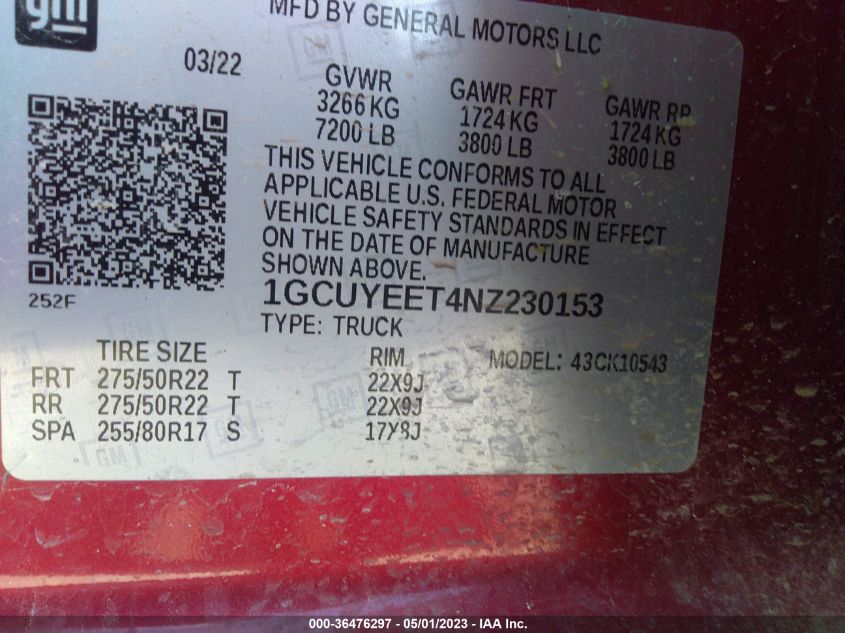 gm
MFD BY GENERAL MOTORS LLC
03/22
GVWR GAWR FRT GAWR RR
3266 KG 1724 KG 1724 KG
7200 LB 3800 LB 3800 LB
THIS VEHICLE CONFORMS TO ALL
APPLICABLE U.S. FEDERAL MOTOR
VEHICLE SAFETY STANDARDS IN EFFECT
ON THE DATE OF MANUFACTURE
SHOWN ABOVE.
252F
1GCUYEET4NZ230153
TYPE: TRUCK
TIRE SIZE RIM MODEL: 43CK10543
FRT 275/50R22 T 22X9J
RR 275/50R22 T 22X9J
SPA 255/80R17 S 17X8J
000-36476297 - 05/01/2023 - IAA Inc.